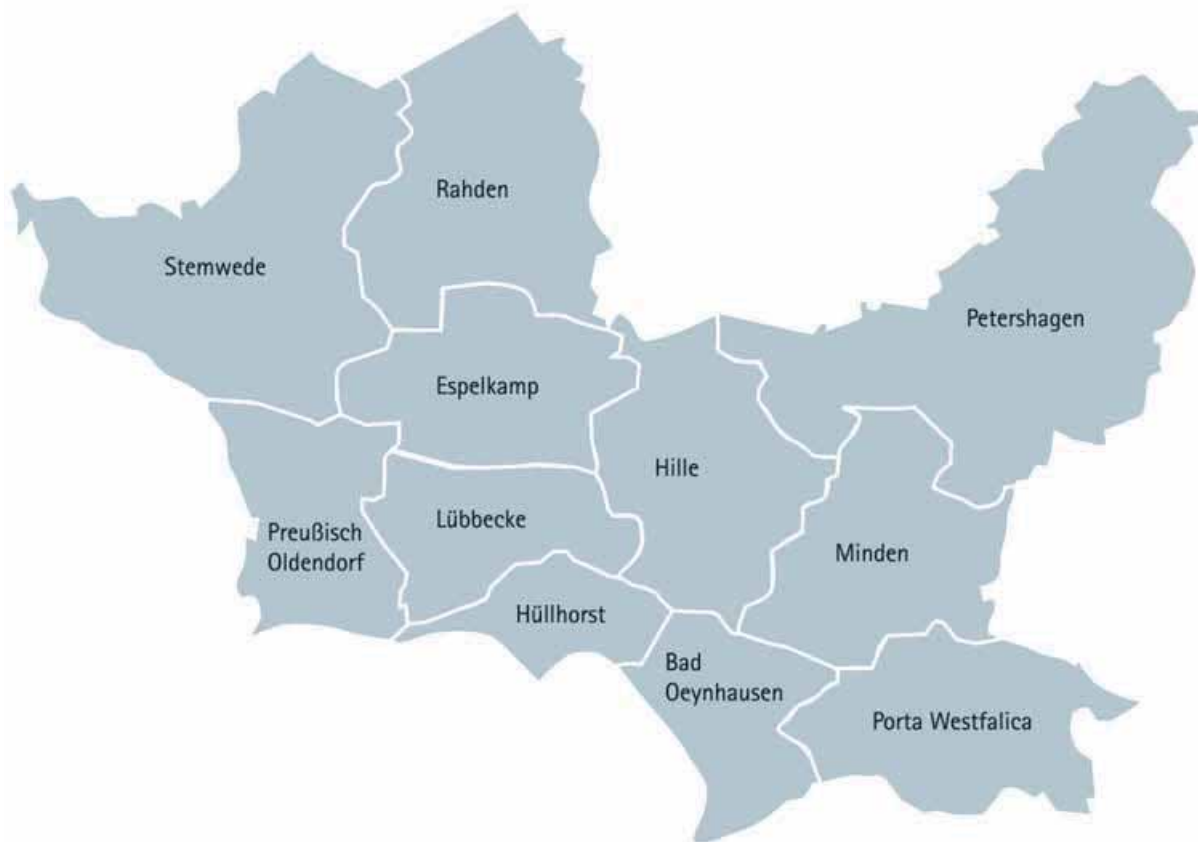 Rahden
Stemwede
Petershagen
Espelkamp
Hille
Lübbecke
Preußisch
Oldendorf
Minden
Hüllhorst
Bad
Oeynhausen
Porta Westfalica